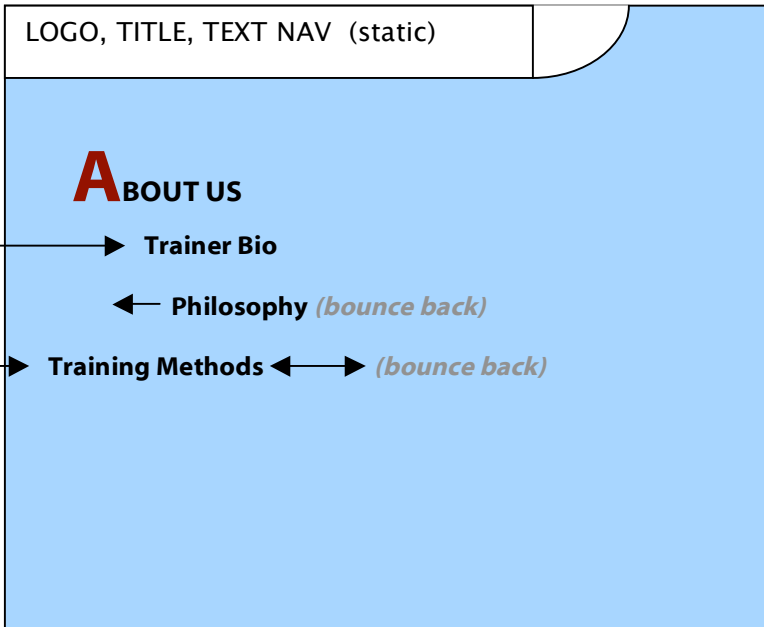 LOGO, TITLE, TEXT NAV (static)
ABOUT US
Trainer Bio
Philosophy (bounce back)
Training Methods (bounce back)